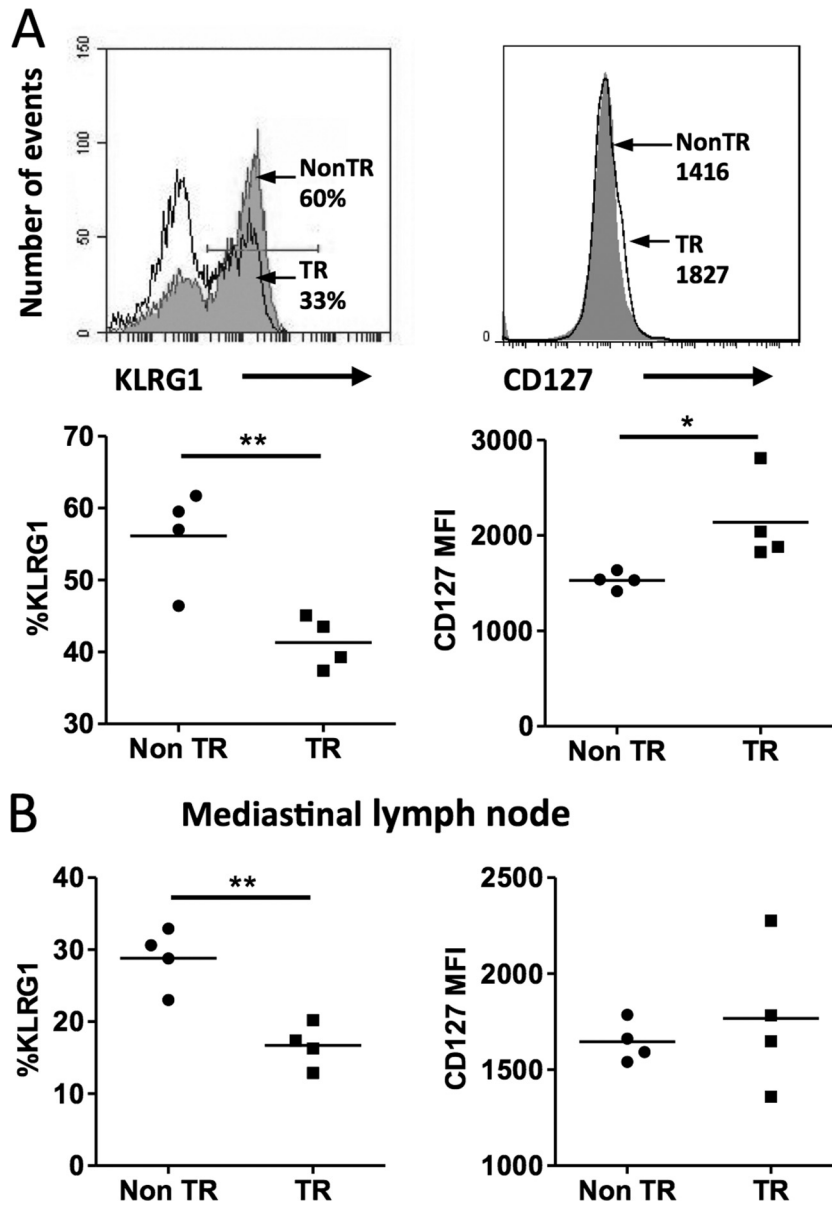 A
Number of events
150
100
50
0
NonTR
60%
TR
33%
KLRG1
0
NonTR
1416
TR
1827
CD127
%KLRG1
70
60
50
40
30
**
Non TR
TR
CD127 MFI
3000
2000
1000
0
*
Non TR
TR
B
Mediastinal lymph node
%KLRG1
40
30
20
10
0
**
Non TR
TR
CD127 MFI
2500
2000
1500
1000
Non TR
TR